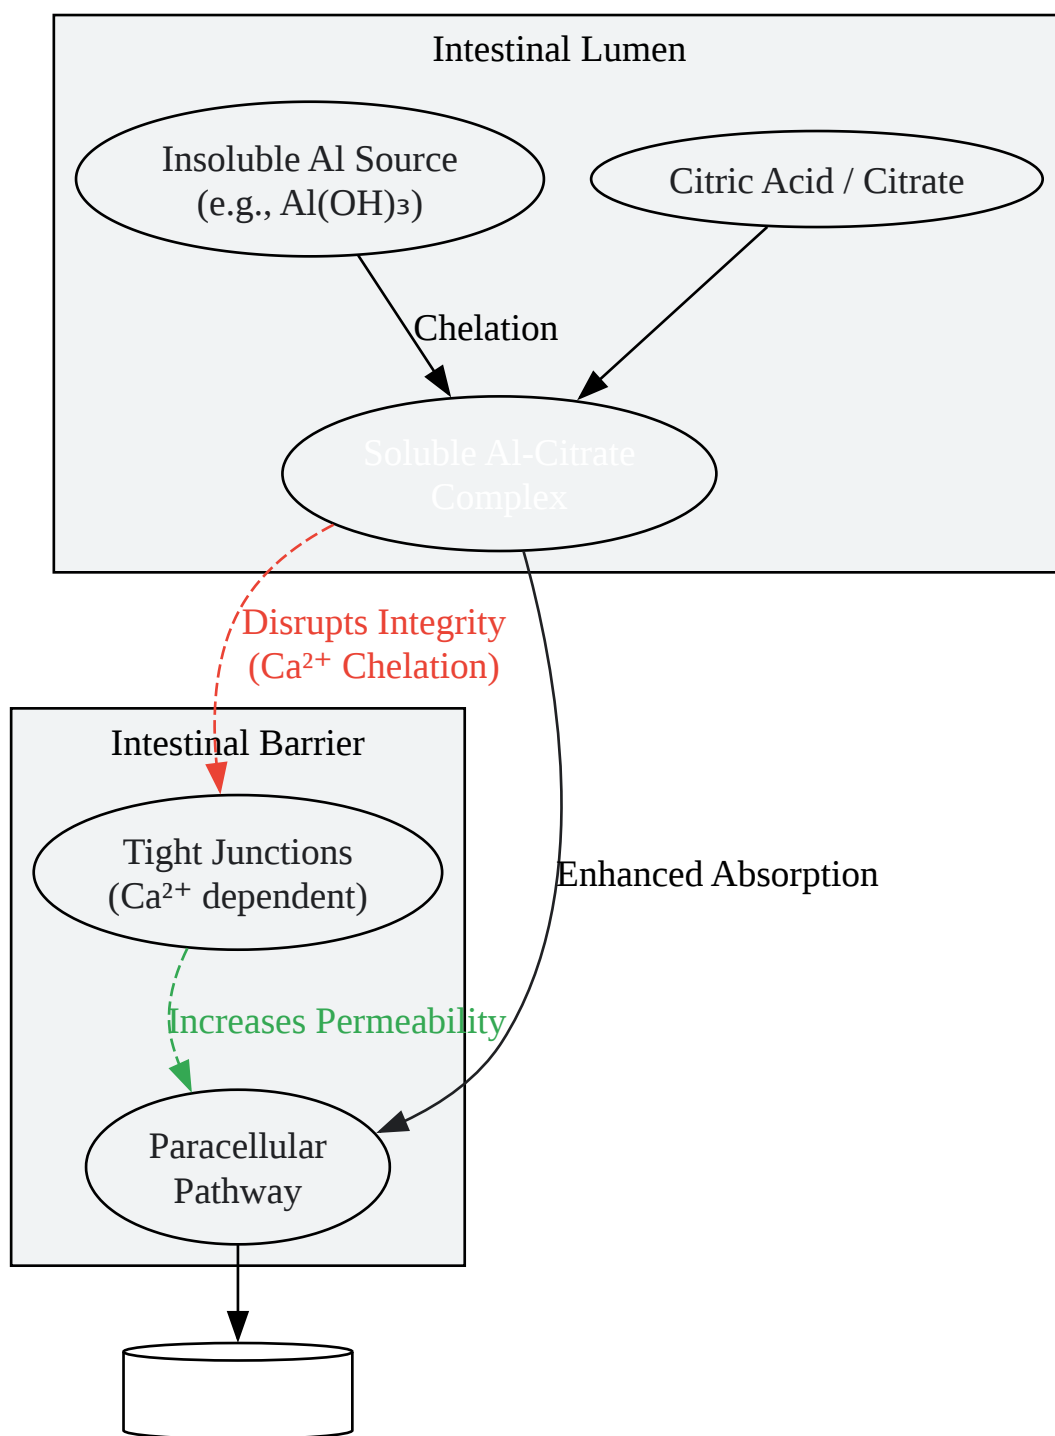 Intestinal Lumen
Insoluble Al Source
(e.g., Al(OH)₃)
Citric Acid / Citrate
Chelation
Soluble Al-Citrate
Complex
Disrupts Integrity
(Ca²⁺ Chelation)
Intestinal Barrier
Tight Junctions
(Ca²⁺ dependent)
Enhanced Absorption
Increases Permeability
Paracellular
Pathway